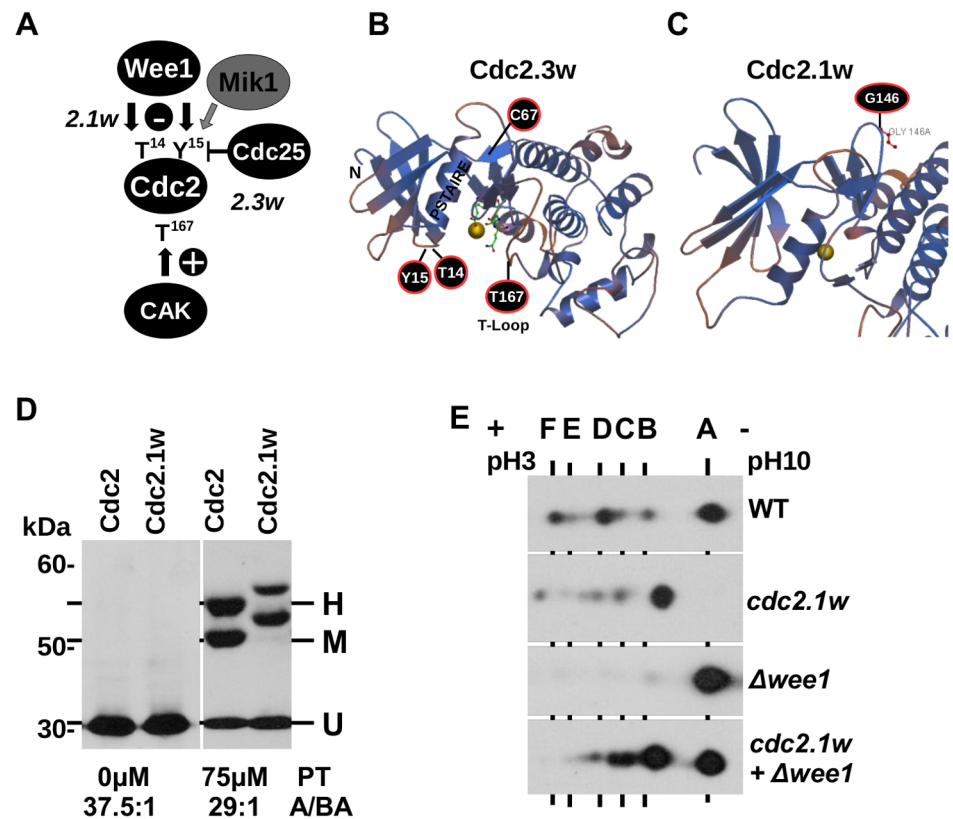 A
Wee1
Mik1
2.1w
-
T14 Y15
Cdc25
Cdc2
2.3w
T167
+
CAK
B
Cdc2.3w
C67
N
PSTAIRE
Y15
T14
T167
T-Loop
C
Cdc2.1w
G146
GLY 146A
D
Cdc2
Cdc2.1w
Cdc2
Cdc2.1w
kDa
60-
50-
30-
H
M
U
0µM 75µM PT
37.5:1 29:1 A/BA
E
+ F E D C B A -
pH3 pH10
WT
cdc2.1w
Δwee1
cdc2.1w
+ Δwee1